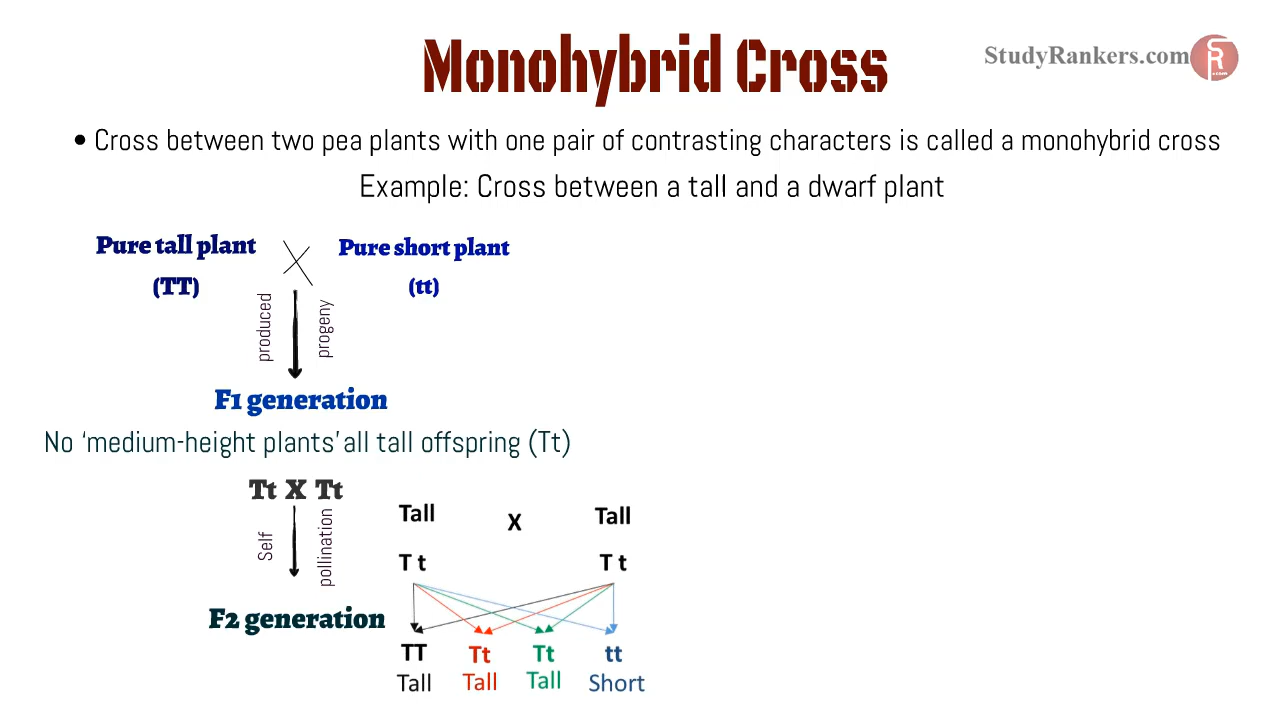 Monohybrid Cross
StudyRankers.com
SR
.com
• Cross between two pea plants with one pair of contrasting characters is called a monohybrid cross
Example: Cross between a tall and a dwarf plant
Pure tall plant
Pure short plant
(TT)
(tt)
produced
progeny
F1 generation
No ‘medium-height plants’ all tall offspring (Tt)
Tt X Tt
Self
pollination
Tall X Tall
T t T t
F2 generation
TT Tt Tt tt
Tall Tall Tall Short